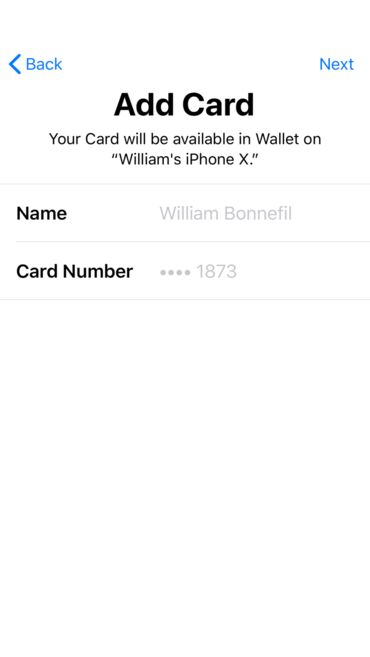 Back Next
Add Card
Your Card will be available in Wallet on
“William's iPhone X.”
Name William Bonnefil
Card Number •••• 1873